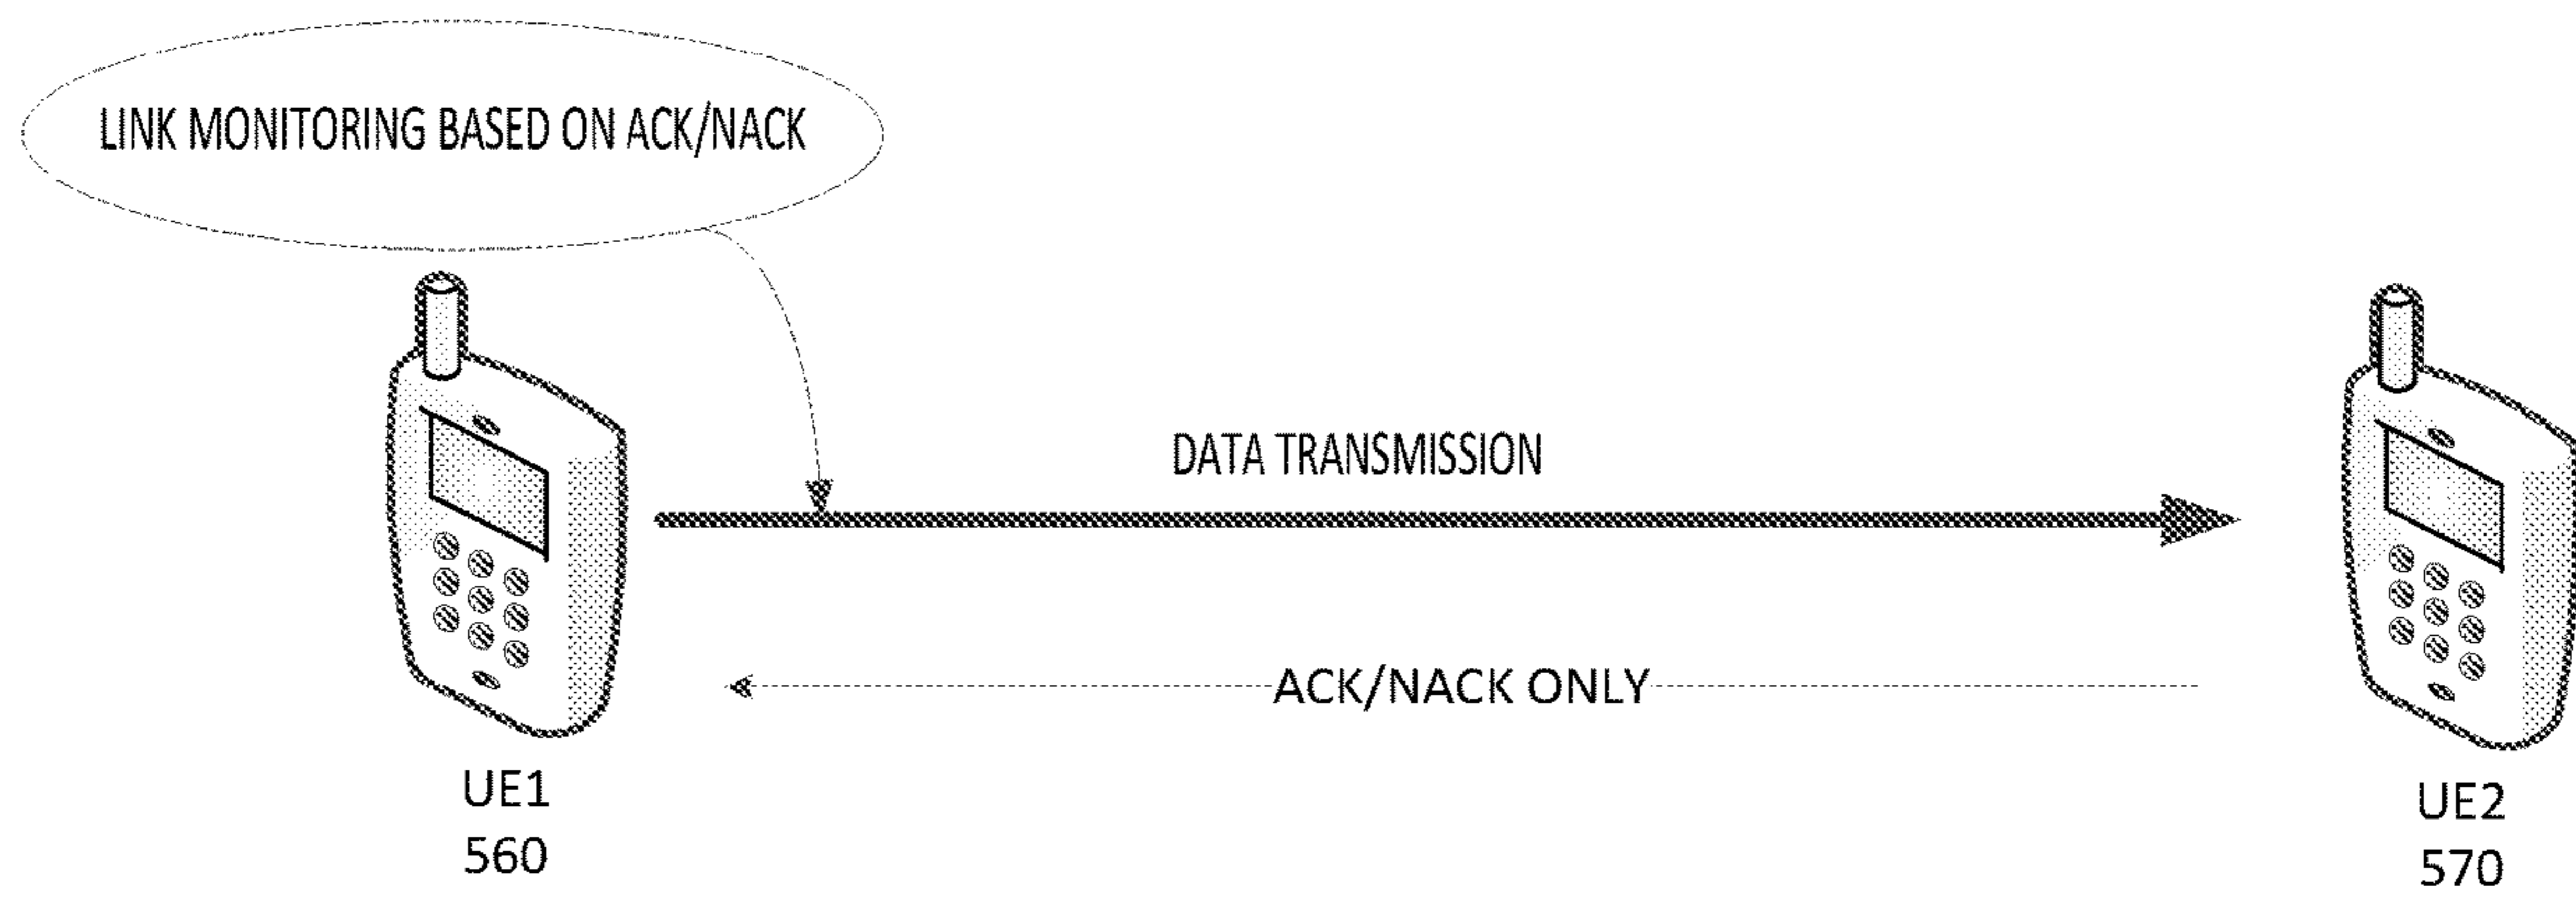 LINK MONITORING BASED ON ACK/NACK
DATA TRANSMISSION
ACK/NACK ONLY
UE1
560
UE2
570